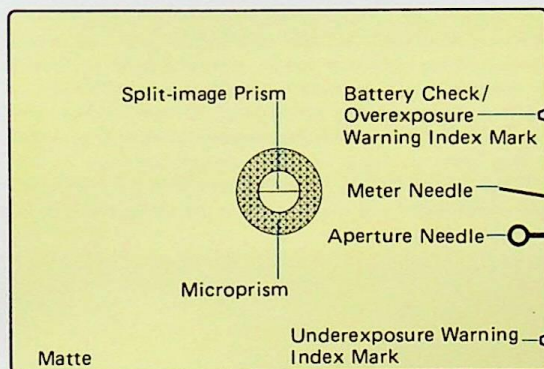 Split-image Prism
Battery Check/
Overexposure
Warning Index Mark
Meter Needle
Aperture Needle
Microprism
Underexposure Warning
Index Mark
Matte